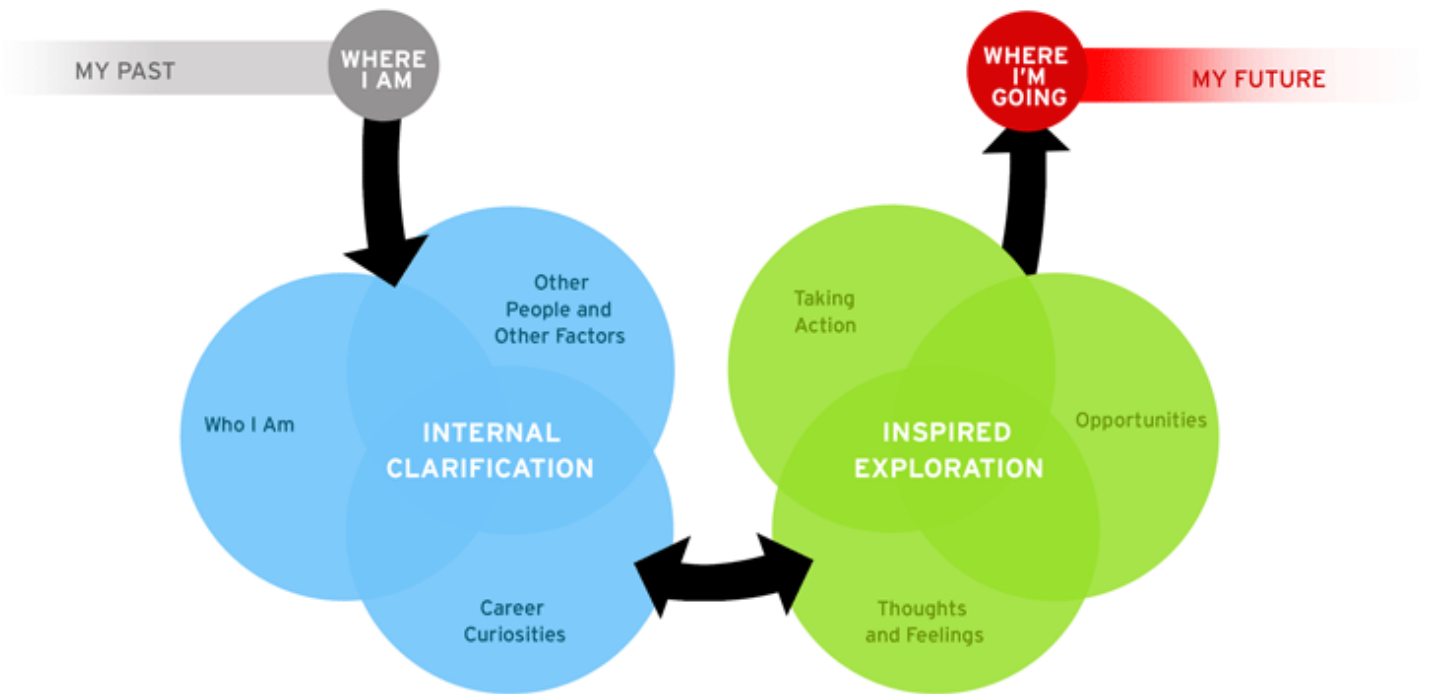 MY PAST
WHERE
I AM
WHERE
I'M
GOING
MY FUTURE
Other
People and
Other Factors
Who I Am
INTERNAL
CLARIFICATION
Career
Curiosities
Taking
Action
Opportunities
INSPIRED
EXPLORATION
Thoughts
and Feelings